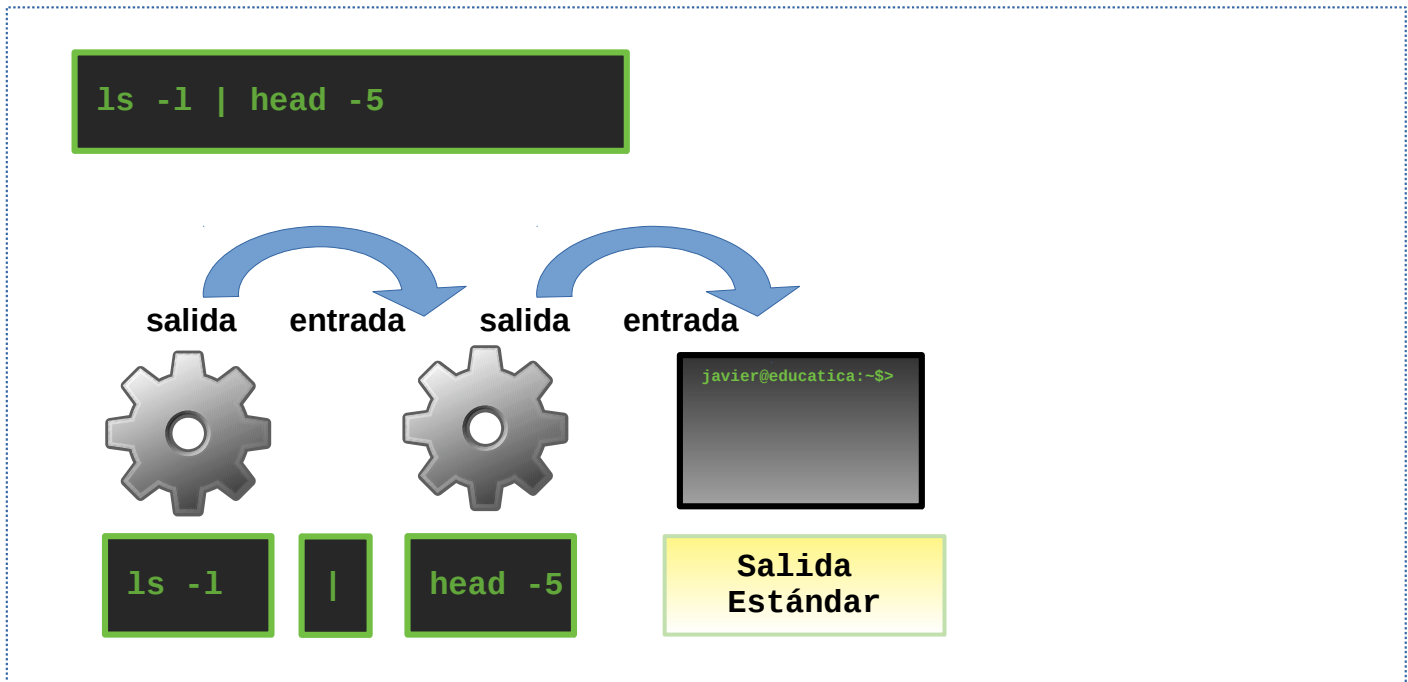 ls -l | head -5
salida entrada salida entrada
javier@educatica:~$>
ls -l | head -5
Salida
Estándar